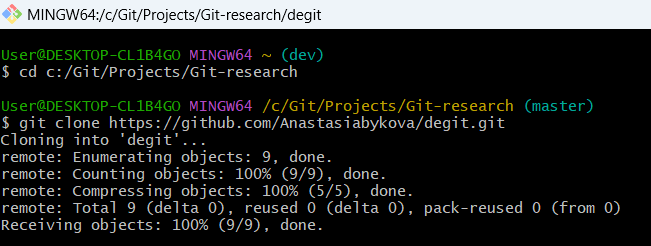 MINGW64:/c/Git/Projects/Git-research/degit
User@DESKTOP-CL1B4GO MINGW64 ~ (dev)
$ cd c:/Git/Projects/Git-research
User@DESKTOP-CL1B4GO MINGW64 /c/Git/Projects/Git-research (master)
$ git clone https://github.com/Anastasiabykova/degit.git
Cloning into 'degit'...
remote: Enumerating objects: 9, done.
remote: Counting objects: 100% (9/9), done.
remote: Compressing objects: 100% (5/5), done.
remote: Total 9 (delta 0), reused 0 (delta 0), pack-reused 0 (from 0)
Receiving objects: 100% (9/9), done.